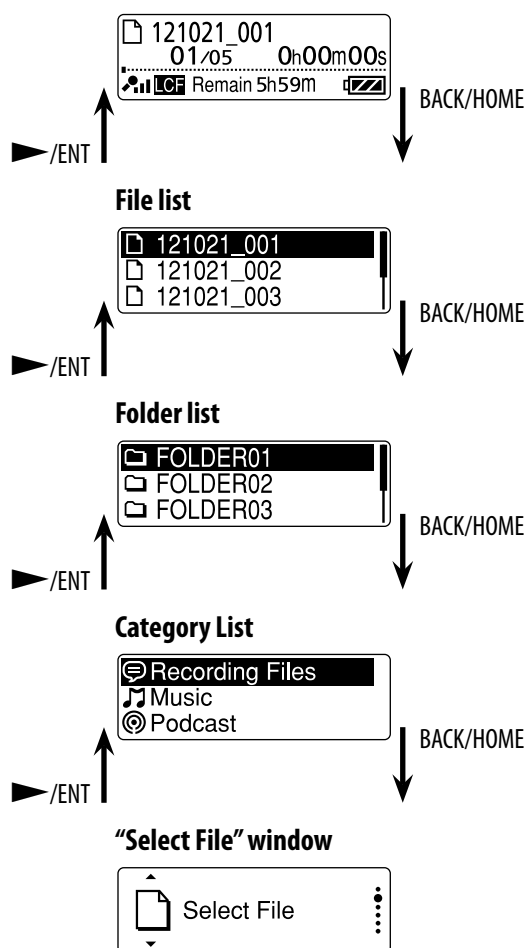 121021_001
01/05 0h00m00s
LCF Remain 5h59m
BACK/HOME
►/ENT
File list
121021_001
121021_002
121021_003
BACK/HOME
►/ENT
Folder list
FOLDER01
FOLDER02
FOLDER03
BACK/HOME
►/ENT
Category List
Recording Files
Music
Podcast
BACK/HOME
►/ENT
“Select File” window
Select File